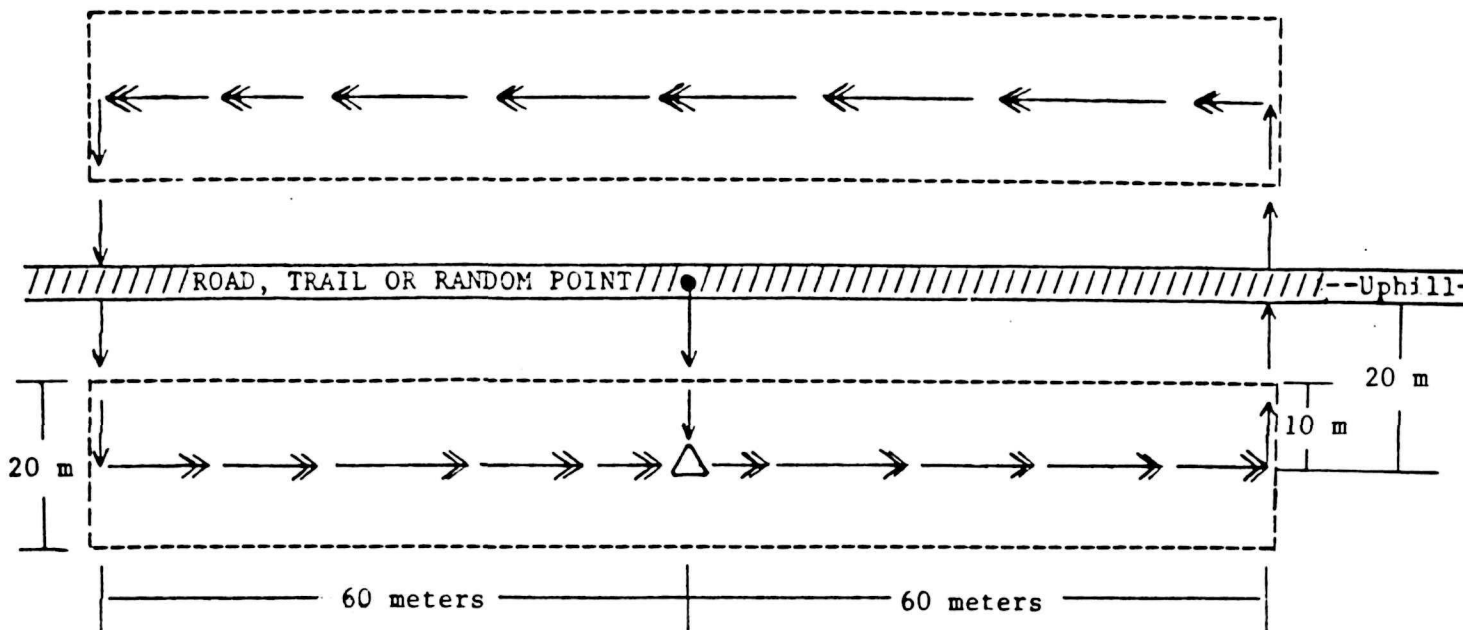 /////////ROAD, TRAIL OR RANDOM POINT//// --Uphill-
20 m
10 m
20 m
60 meters 60 meters